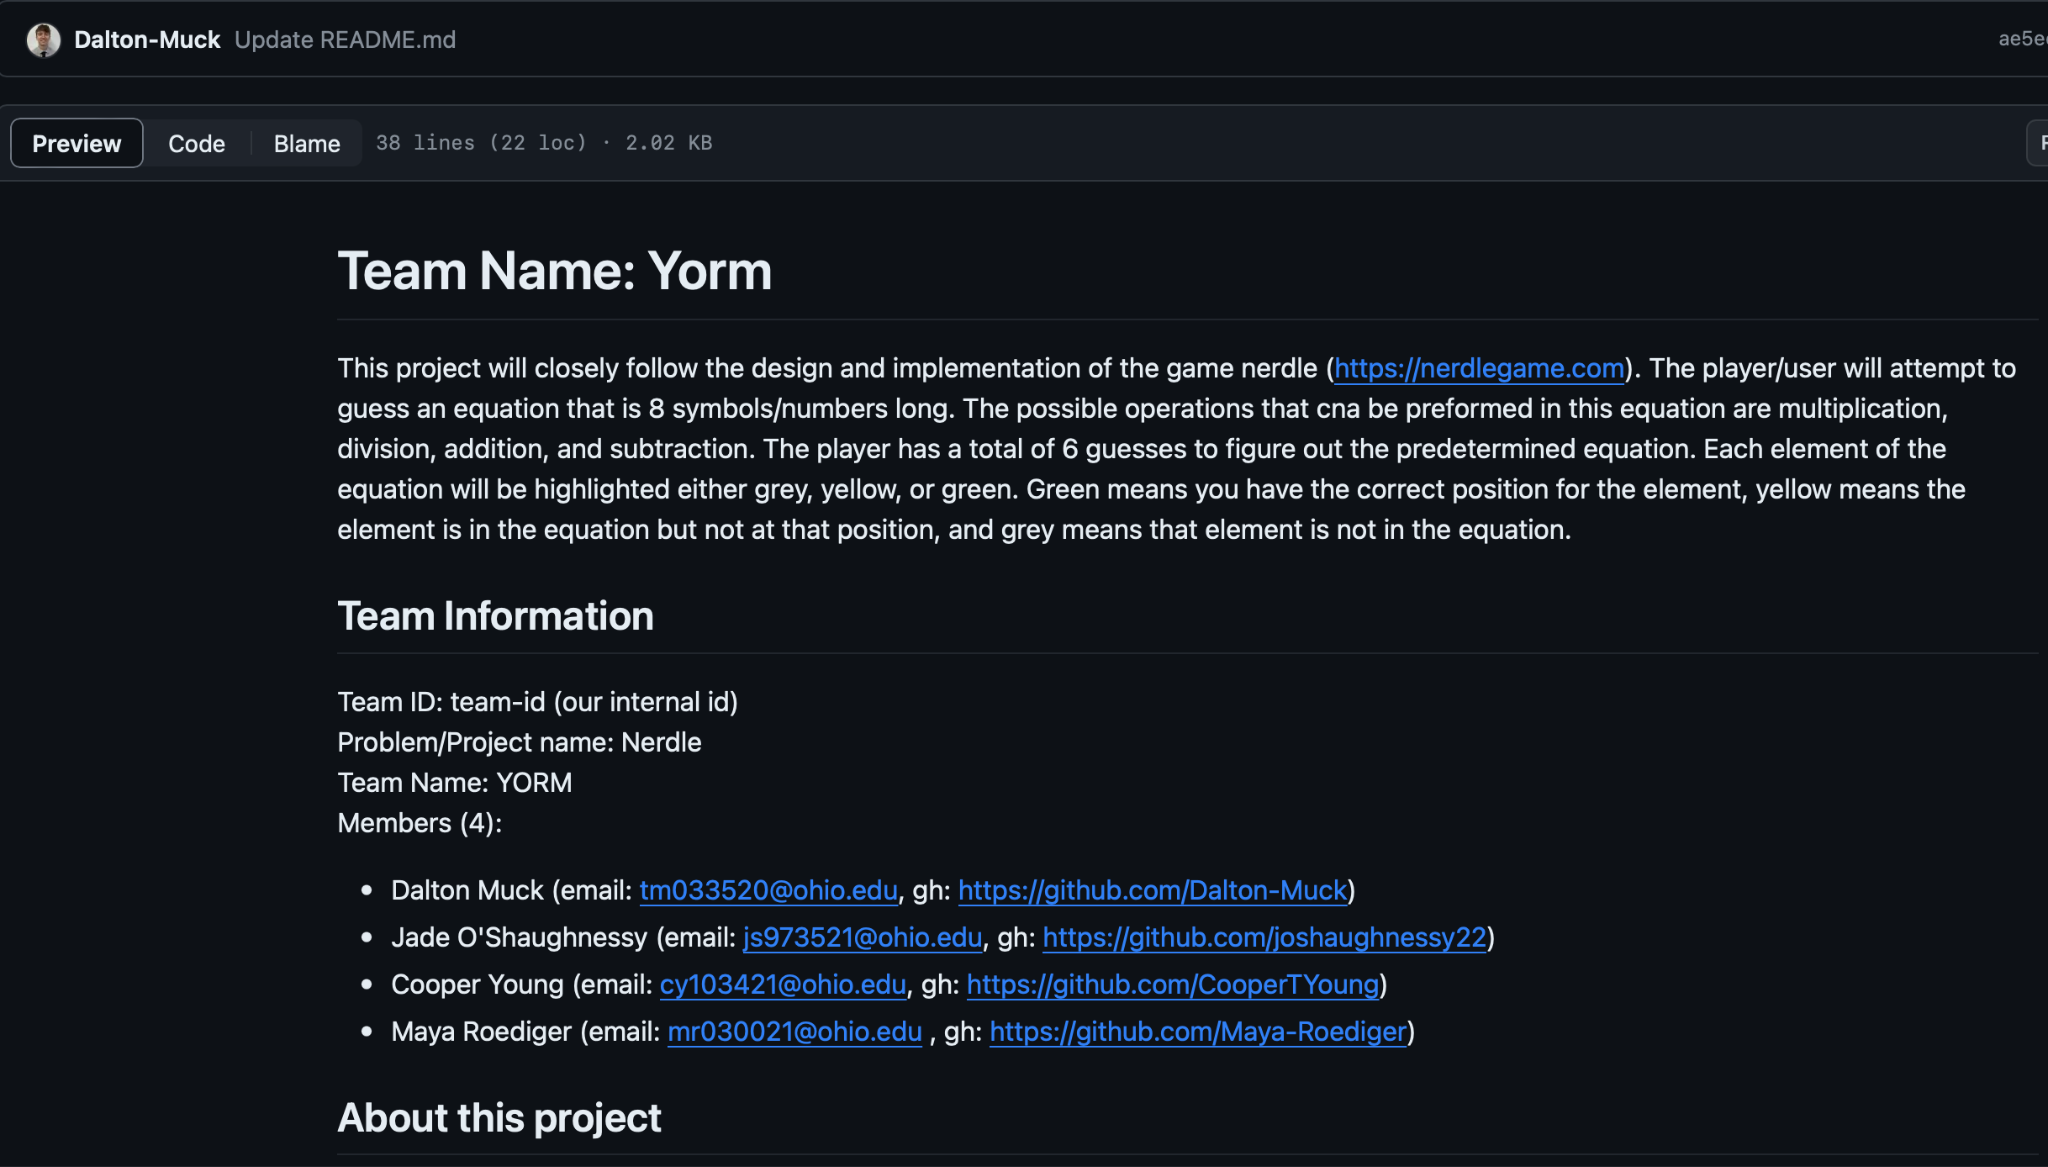 Dalton-Muck Update README.md
Preview Code Blame 38 lines (22 loc) · 2.02 KB
Team Name: Yorm
This project will closely follow the design and implementation of the game nerdle (https://nerdlegame.com). The player/user will attempt to
guess an equation that is 8 symbols/numbers long. The possible operations that cna be preformed in this equation are multiplication,
division, addition, and subtraction. The player has a total of 6 guesses to figure out the predetermined equation. Each element of the
equation will be highlighted either grey, yellow, or green. Green means you have the correct position for the element, yellow means the
element is in the equation but not at that position, and grey means that element is not in the equation.
Team Information
Team ID: team-id (our internal id)
Problem/Project name: Nerdle
Team Name: YORM
Members (4):
• Dalton Muck (email: tm033520@ohio.edu, gh: https://github.com/Dalton-Muck)
• Jade O'Shaughnessy (email: js973521@ohio.edu, gh: https://github.com/joshaughnessy22)
• Cooper Young (email: cy103421@ohio.edu, gh: https://github.com/CooperTYoung)
• Maya Roediger (email: mr030021@ohio.edu , gh: https://github.com/Maya-Roediger)
About this project